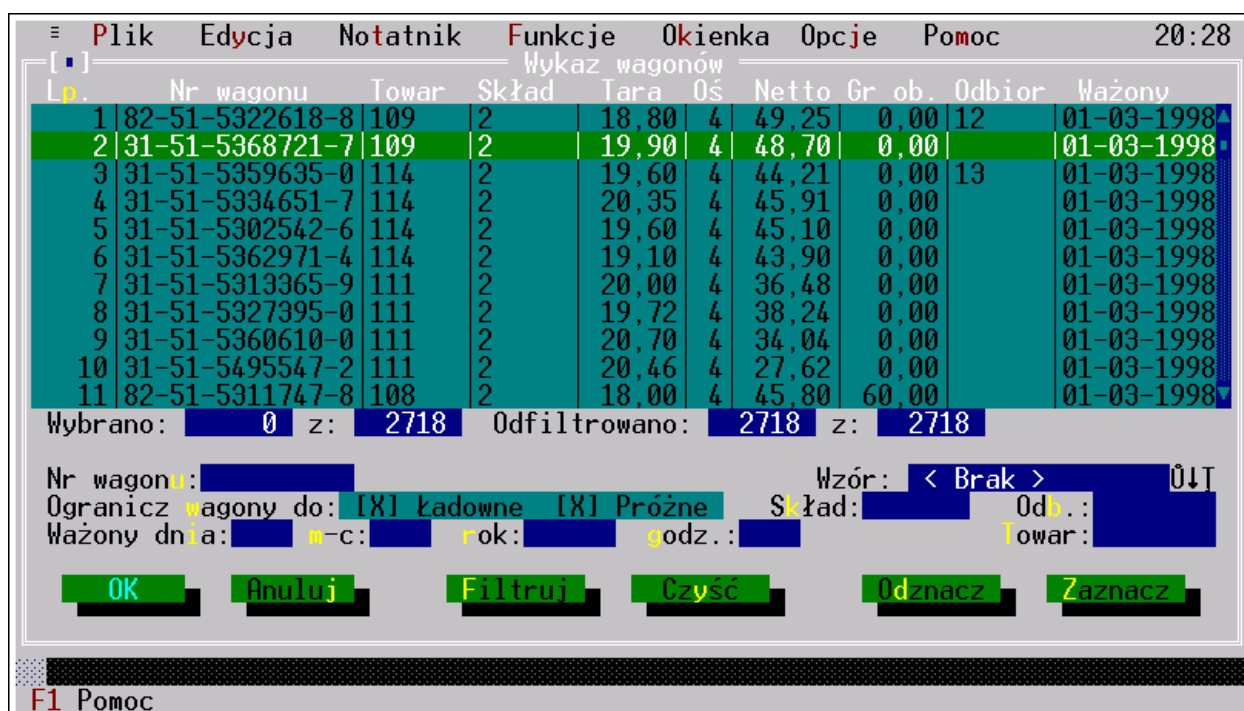 ≡ Plik Edycja Notatnik Funkcje Okienka Opcje Pomoc 20:28
[▪] Wykaz wagonów
Lp. Nr wagonu Towar Skład Tara Oś Netto Gr ob. Odbior Ważony
1 82-51-5322618-8 109 2 18,80 4 49,25 0,00 12 01-03-1998
2 31-51-5368721-7 109 2 19,90 4 48,70 0,00 01-03-1998
3 31-51-5359635-0 114 2 19,60 4 44,21 0,00 13 01-03-1998
4 31-51-5334651-7 114 2 20,35 4 45,91 0,00 01-03-1998
5 31-51-5302542-6 114 2 19,60 4 45,10 0,00 01-03-1998
6 31-51-5362971-4 114 2 19,10 4 43,90 0,00 01-03-1998
7 31-51-5313365-9 111 2 20,00 4 36,48 0,00 01-03-1998
8 31-51-5327395-0 111 2 19,72 4 38,24 0,00 01-03-1998
9 31-51-5360610-0 111 2 20,70 4 34,04 0,00 01-03-1998
10 31-51-5495547-2 111 2 20,46 4 27,62 0,00 01-03-1998
11 82-51-5311747-8 108 2 18,00 4 45,80 60,00 01-03-1998
Wybrano: 0 z: 2718 Odfiltrowano: 2718 z: 2718
Nr wagonu: Wzór: < Brak >
Ogranicz wagony do: [X] Ładowne [X] Próżne Skład: Odb.:
Ważony dnia: m-c: rok: godz.: Towar:
OK Anuluj Filtruj Czyść Odznacz Zaznacz
F1 Pomoc